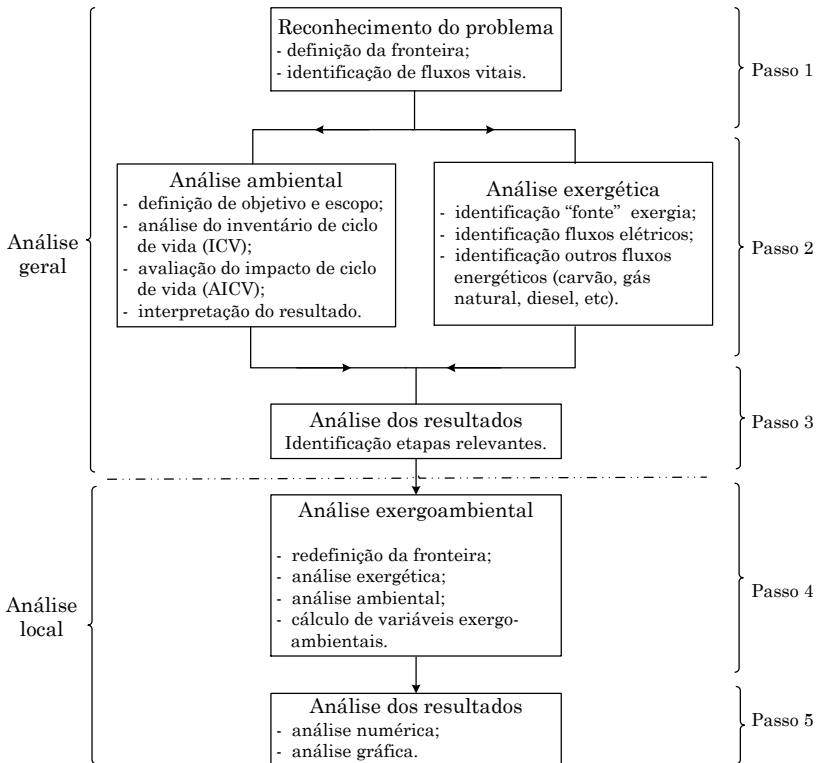 Reconhecimento do problema
- definição da fronteira;
- identificação de fluxos vitais.
Passo 1
Análise ambiental
- definição de objetivo e escopo;
- análise do inventário de ciclo
de vida (ICV);
- avaliação do impacto de ciclo
de vida (AICV);
- interpretação do resultado.
Análise exergética
- identificação “fonte” exergia;
- identificação fluxos elétricos;
- identificação outros fluxos
energéticos (carvão, gás
natural, diesel, etc).
Passo 2
Análise
geral
Análise dos resultados
Identificação etapas relevantes.
Passo 3
Análise exergoambiental
- redefinição da fronteira;
- análise exergética;
- análise ambiental;
- cálculo de variáveis exergo-
ambientais.
Passo 4
Análise
local
Análise dos resultados
- análise numérica;
- análise gráfica.
Passo 5